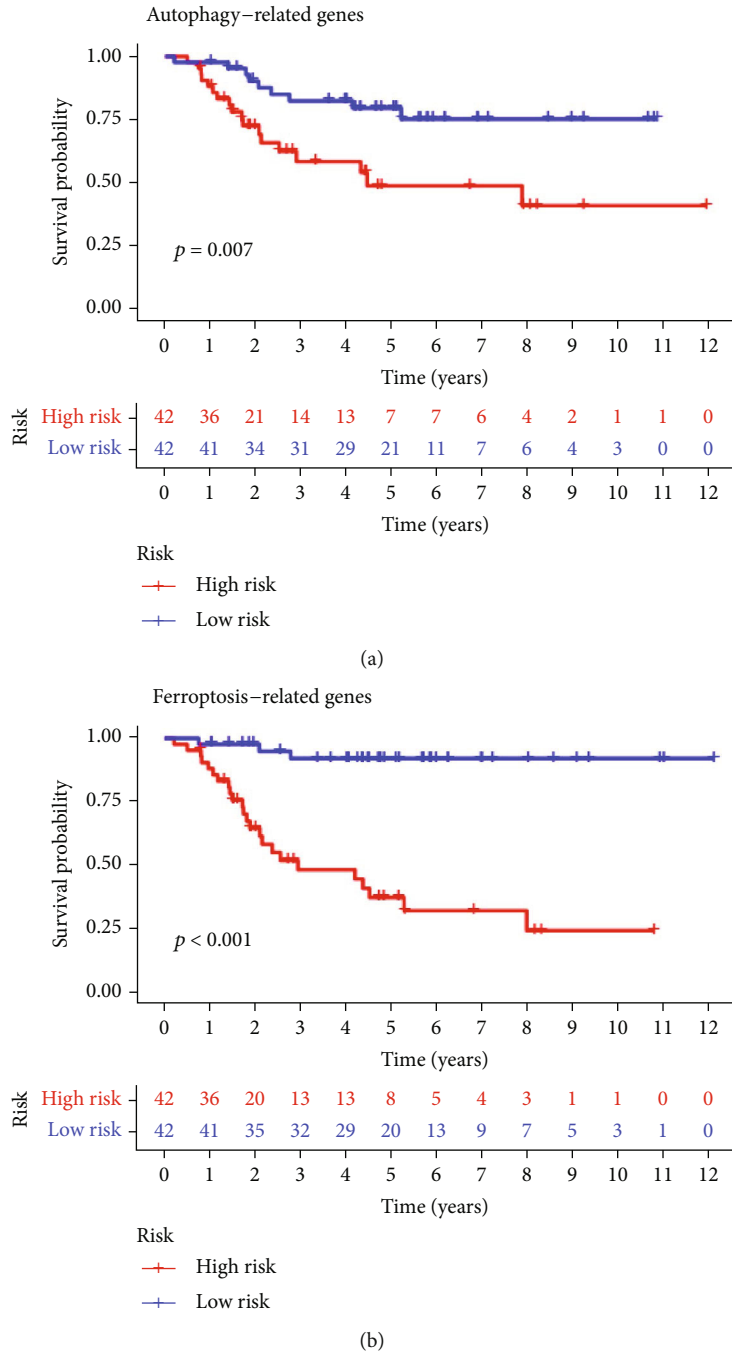 Autophagy−related genes
1.00
0.75
0.50
0.25
0.00
Survival probability
p = 0.007
0 1 2 3 4 5 6 7 8 9 10 11 12
Time (years)
Risk
High risk 42 36 21 14 13 7 7 6 4 2 1 1 0
Low risk 42 41 34 31 29 21 11 7 6 4 3 0 0
0 1 2 3 4 5 6 7 8 9 10 11 12
Time (years)
Risk
High risk
Low risk
(a)
Ferroptosis−related genes
1.00
0.75
0.50
0.25
0.00
Survival probability
p < 0.001
0 1 2 3 4 5 6 7 8 9 10 11 12
Time (years)
Risk
High risk 42 36 20 13 13 8 5 4 3 1 1 0 0
Low risk 42 41 35 32 29 20 13 9 7 5 3 1 0
0 1 2 3 4 5 6 7 8 9 10 11 12
Time (years)
Risk
High risk
Low risk
(b)